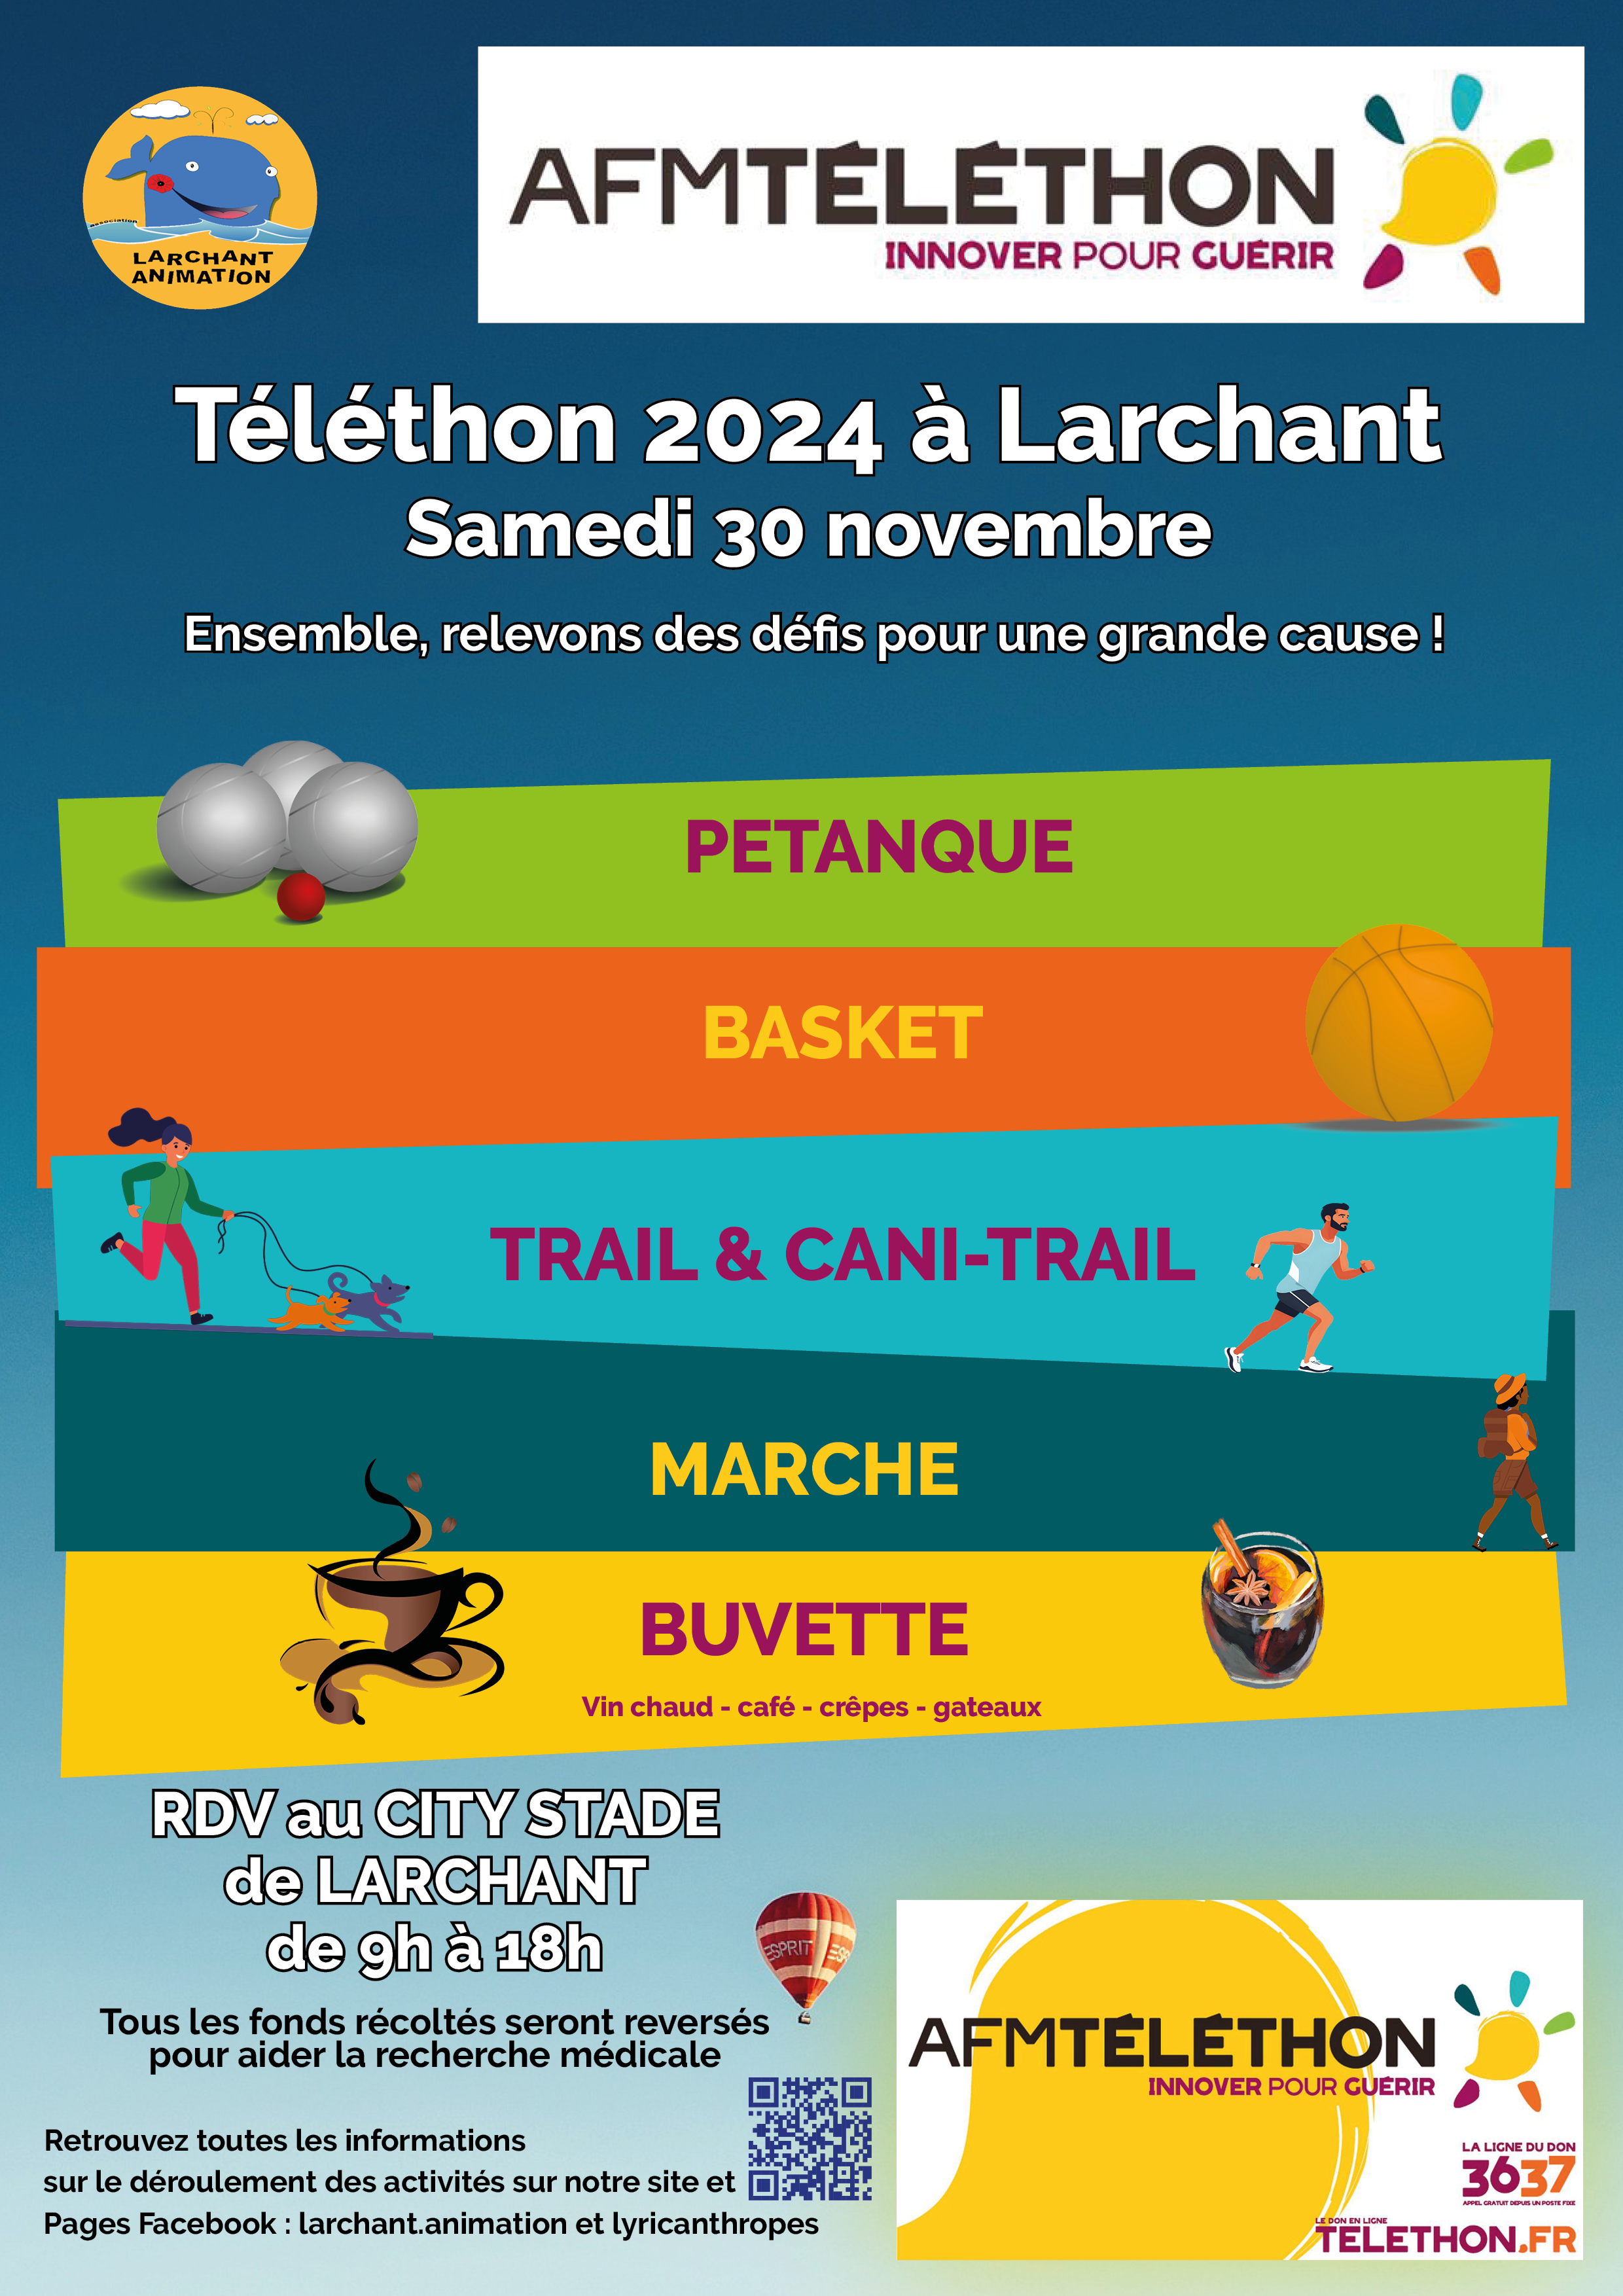 association
LARCHANT
ANIMATION
AFMTÉLÉTHON
INNOVER POUR GUÉRIR
Téléthon 2024 à Larchant
Samedi 30 novembre
Ensemble, relevons des défis pour une grande cause !
PETANQUE
BASKET
TRAIL & CANI-TRAIL
MARCHE
BUVETTE
Vin chaud - café - crêpes - gateaux
RDV au CITY STADE
de LARCHANT
de 9h à 18h
ESPRIT
Tous les fonds récoltés seront reversés
pour aider la recherche médicale
Retrouvez toutes les informations
sur le déroulement des activités sur notre site et
Pages Facebook : larchant.animation et lyricanthropes
AFMTÉLÉTHON
INNOVER POUR GUÉRIR
LA LIGNE DU DON
3637
APPEL GRATUIT DEPUIS UN POSTE FIXE
LE DON EN LIGNE
TELETHON.FR